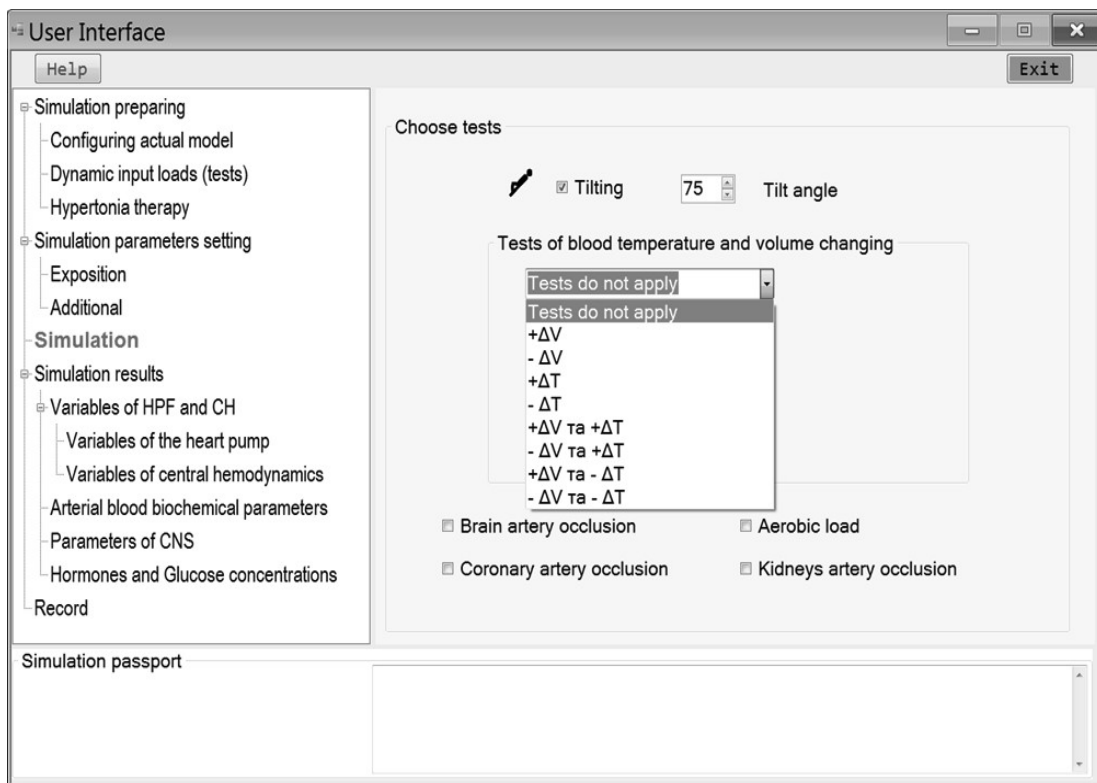 User Interface
Help
Exit
Simulation preparing
Configuring actual model
Dynamic input loads (tests)
Hypertonia therapy
Simulation parameters setting
Exposition
Additional
Simulation
Simulation results
Variables of HPF and CH
Variables of the heart pump
Variables of central hemodynamics
Arterial blood biochemical parameters
Parameters of CNS
Hormones and Glucose concentrations
Record
Choose tests
Tilting 75 Tilt angle
Tests of blood temperature and volume changing
Tests do not apply
Tests do not apply
+ΔV
- ΔV
+ΔT
- ΔT
+ΔV та +ΔT
- ΔV та +ΔT
+ΔV та - ΔT
- ΔV та - ΔT
Brain artery occlusion Aerobic load
Coronary artery occlusion Kidneys artery occlusion
Simulation passport